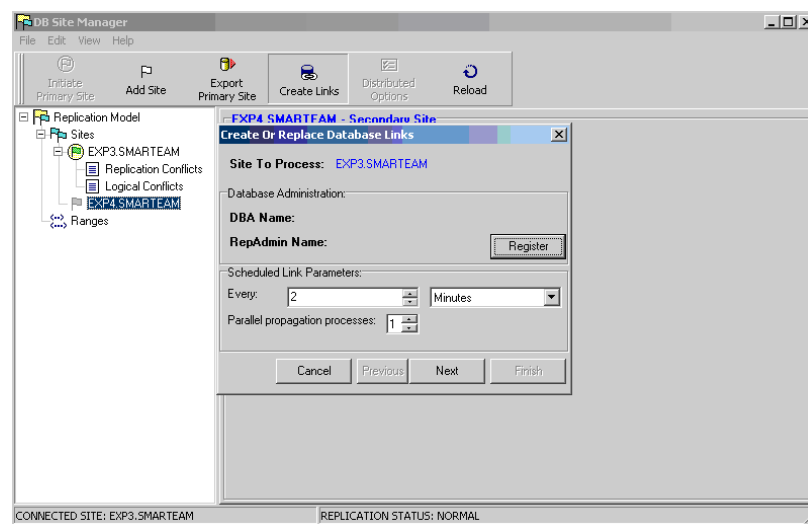 DB Site Manager
File Edit View Help
Initiate
Primary Site
Add Site
Export
Primary Site
Create Links
Distributed
Options
Reload
Replication Model
Sites
EXP3.SMARTEAM
Replication Conflicts
Logical Conflicts
EXP4.SMARTEAM
Ranges
EXP4.SMARTEAM - Secondary Site
Create Or Replace Database Links
Site To Process: EXP3.SMARTEAM
Database Administration:
DBA Name:
RepAdmin Name:
Register
Scheduled Link Parameters:
Every: 2 Minutes
Parallel propagation processes: 1
Cancel Previous Next Finish
CONNECTED SITE: EXP3.SMARTEAM REPLICATION STATUS: NORMAL